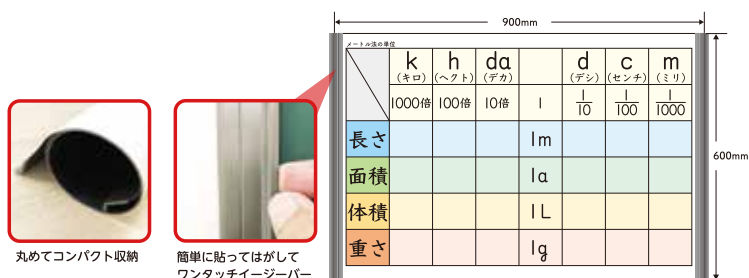 900mm
メートル法の単位
k h da d c m
(キロ) (ヘクト) (デカ) (デシ) (センチ) (ミリ)
1000倍 100倍 10倍 1 1/10 1/100 1/1000
長さ 1m
面積 1a
体積 1L
重さ 1g
600mm
丸めてコンパクト収納
簡単に貼ってはがして
ワンタッチイージーバー